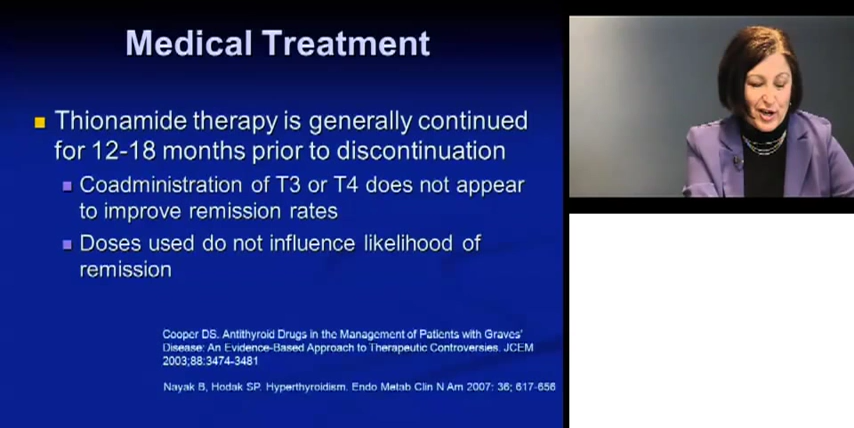 Medical Treatment
Thionamide therapy is generally continued
for 12-18 months prior to discontinuation
Coadministration of T3 or T4 does not appear
to improve remission rates
Doses used do not influence likelihood of
remission
Cooper DS. Antithyroid Drugs in the Management of Patients with Graves'
Disease: An Evidence-Based Approach to Therapeutic Controversies. JCEM
2003;88:3474-3481
Nayak B, Hodak SP. Hyperthyroidism. Endo Metab Clin N Am 2007: 36; 617-656